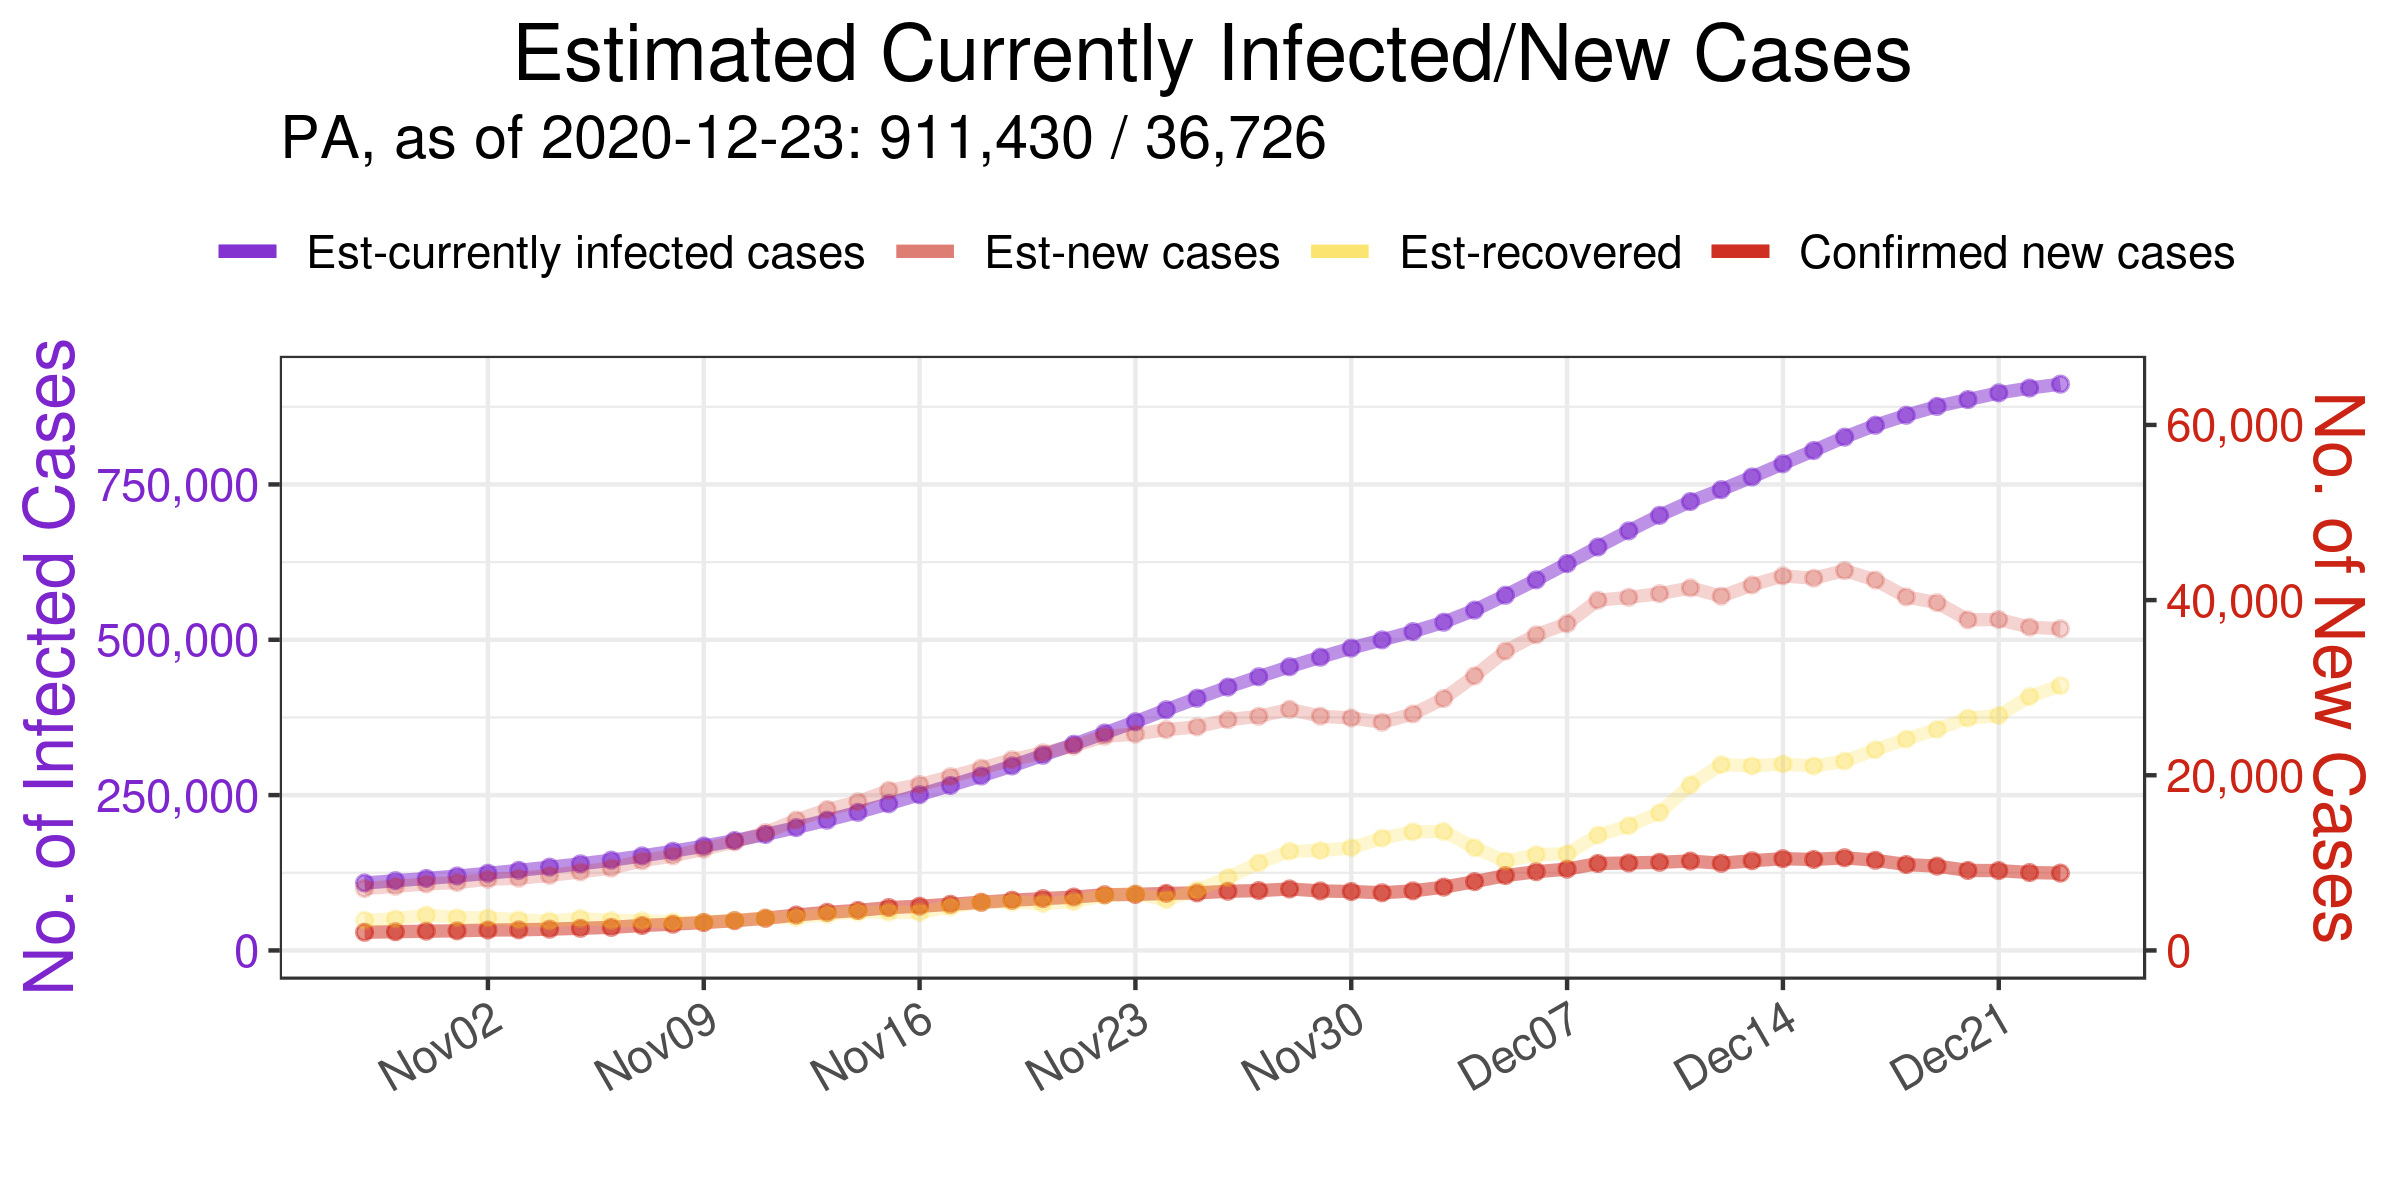 Estimated Currently Infected/New Cases
PA, as of 2020-12-23: 911,430 / 36,726
Est-currently infected cases Est-new cases Est-recovered Confirmed new cases
No. of Infected Cases
750,000
500,000
250,000
0
60,000
40,000
20,000
0
No. of New Cases
Nov02 Nov09 Nov16 Nov23 Nov30 Dec07 Dec14 Dec21